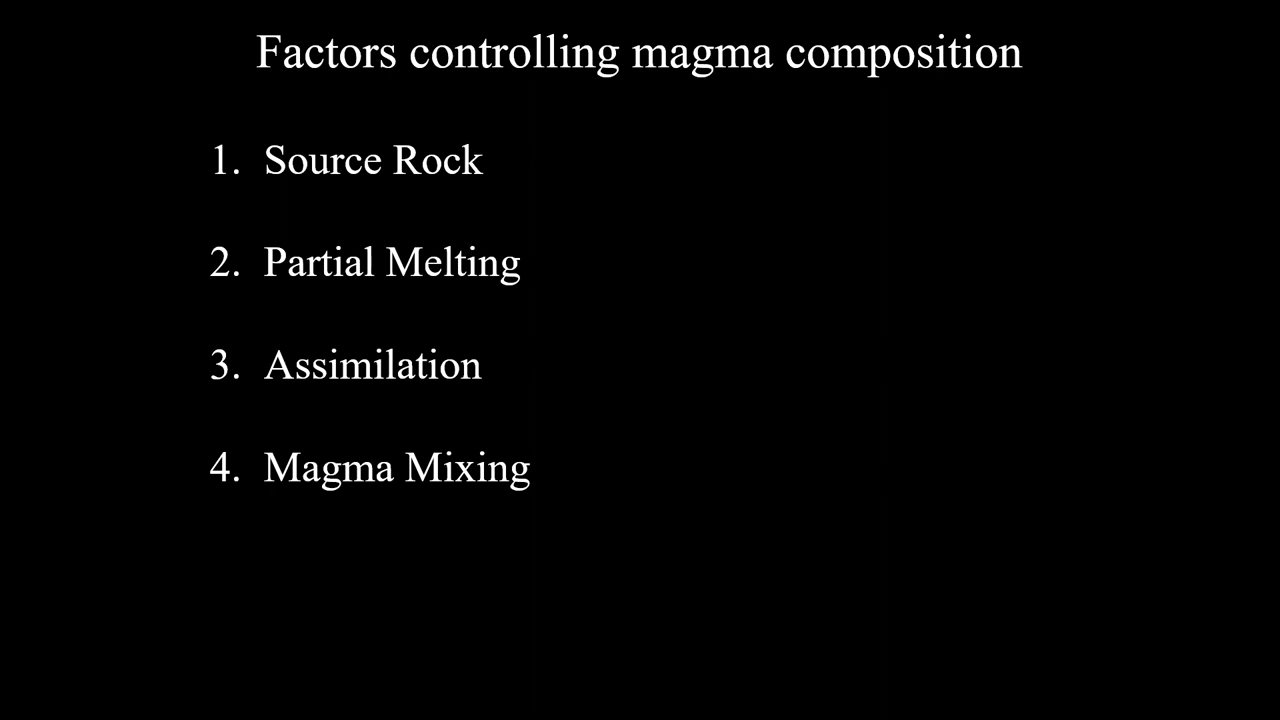 Factors controlling magma composition
1. Source Rock
2. Partial Melting
3. Assimilation
4. Magma Mixing